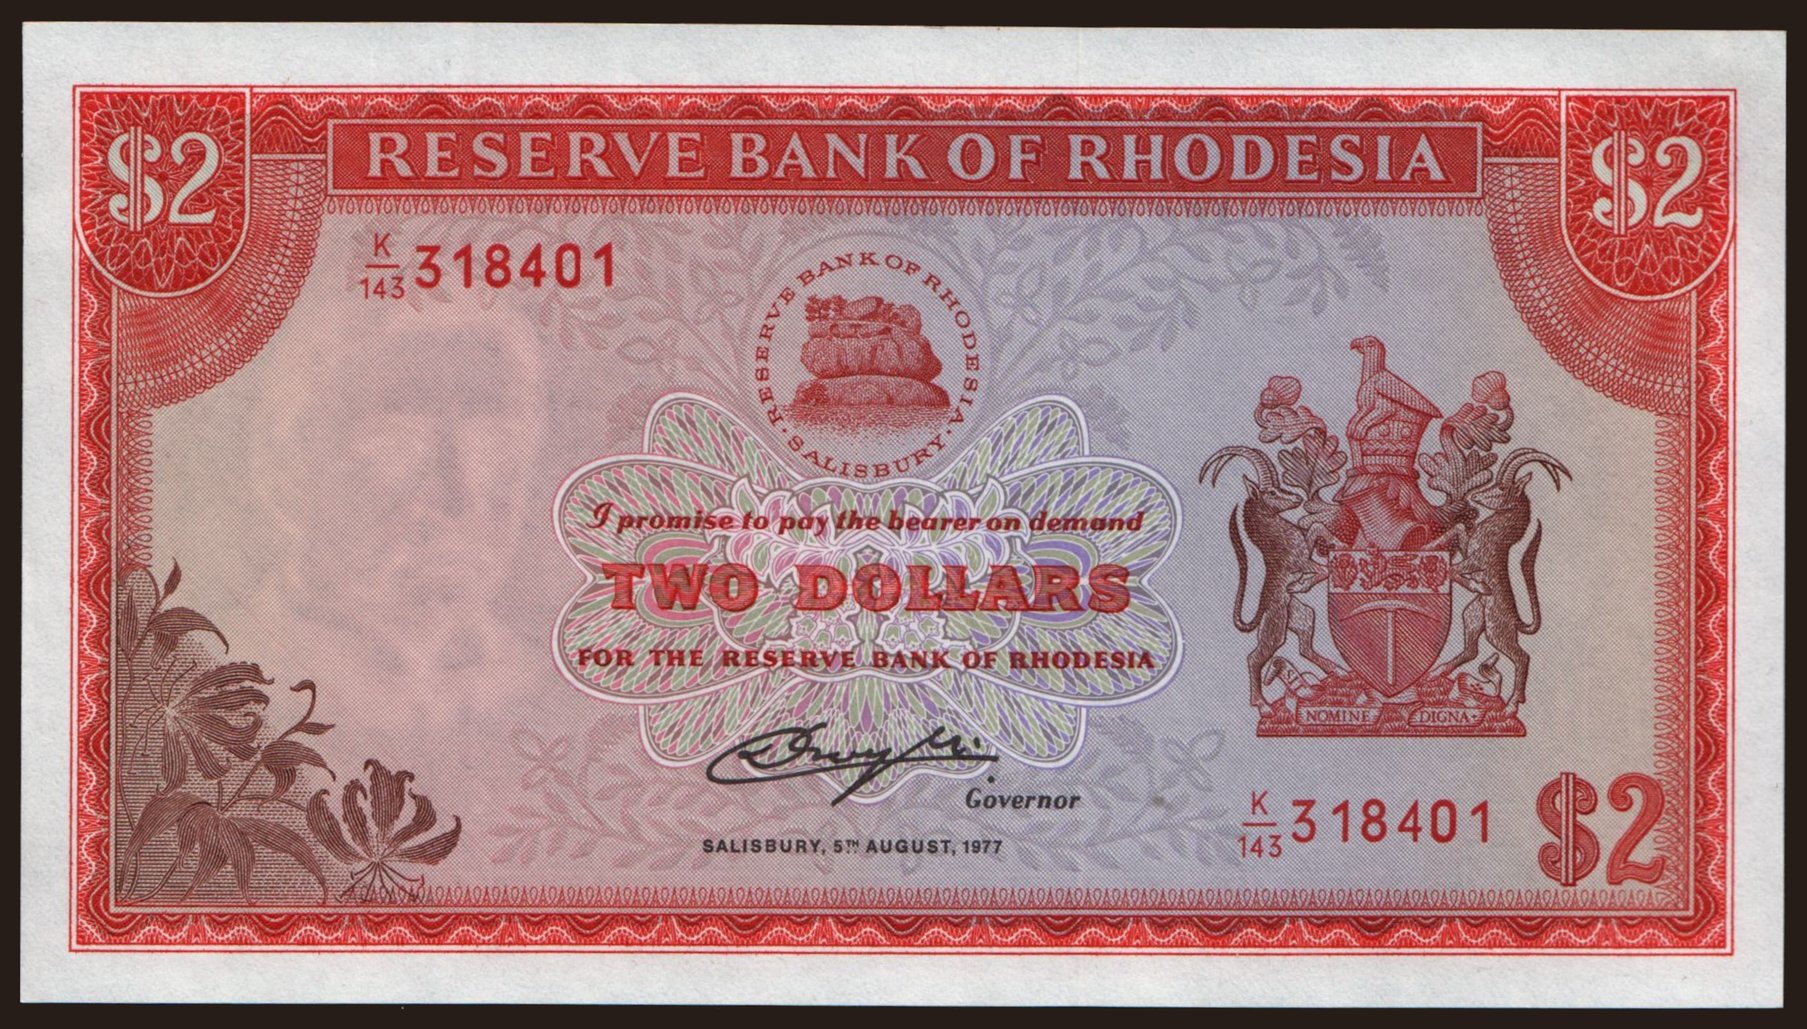 $2
RESERVE BANK OF RHODESIA
$2
K/143 318401
RESERVE BANK OF RHODESIA
· SALISBURY ·
I promise to pay the bearer on demand
TWO DOLLARS
FOR THE RESERVE BANK OF RHODESIA
NOMINE DIGNA
Governor
SALISBURY, 5TH AUGUST, 1977
K/143 318401
$2